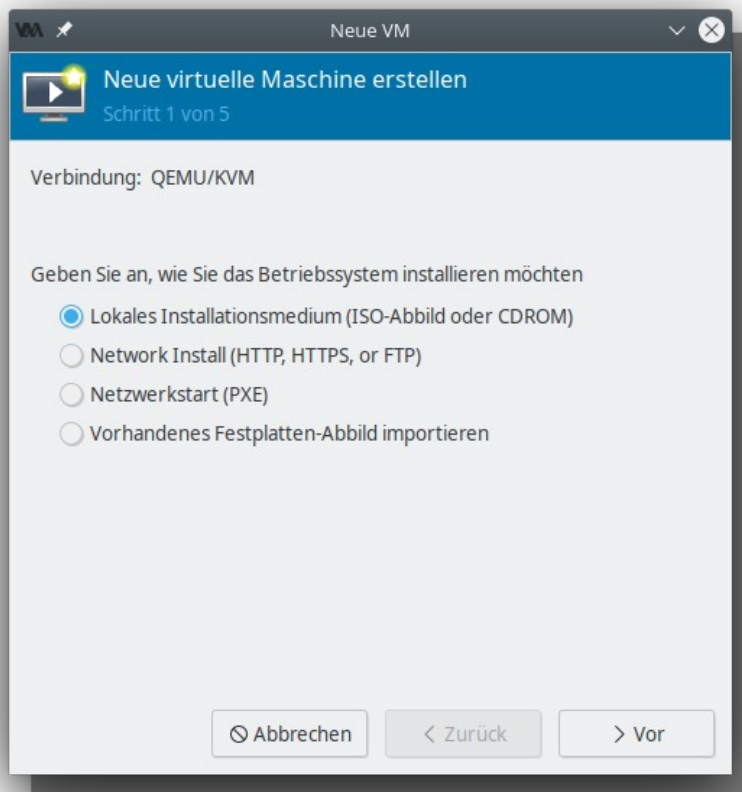 Neue VM
Neue virtuelle Maschine erstellen
Schritt 1 von 5
Verbindung: QEMU/KVM
Geben Sie an, wie Sie das Betriebssystem installieren möchten
Lokales Installationsmedium (ISO-Abbild oder CDROM)
Network Install (HTTP, HTTPS, or FTP)
Netzwerkstart (PXE)
Vorhandenes Festplatten-Abbild importieren
Abbrechen
Zurück
Vor